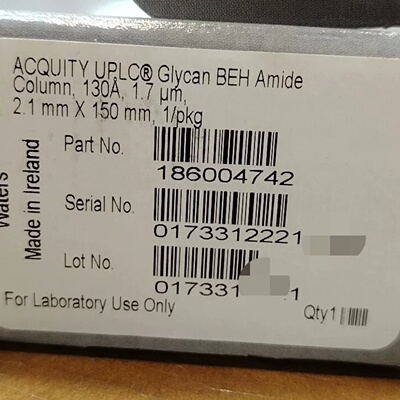 ACQUITY UPLC® Glycan BEH Amide
Column, 130Å, 1.7 µm,
2.1 mm X 150 mm, 1/pkg
Part No.
186004742
Serial No.
0173312221
Lot No.
017331 1
Waters
Made in Ireland
For Laboratory Use Only
Qty1